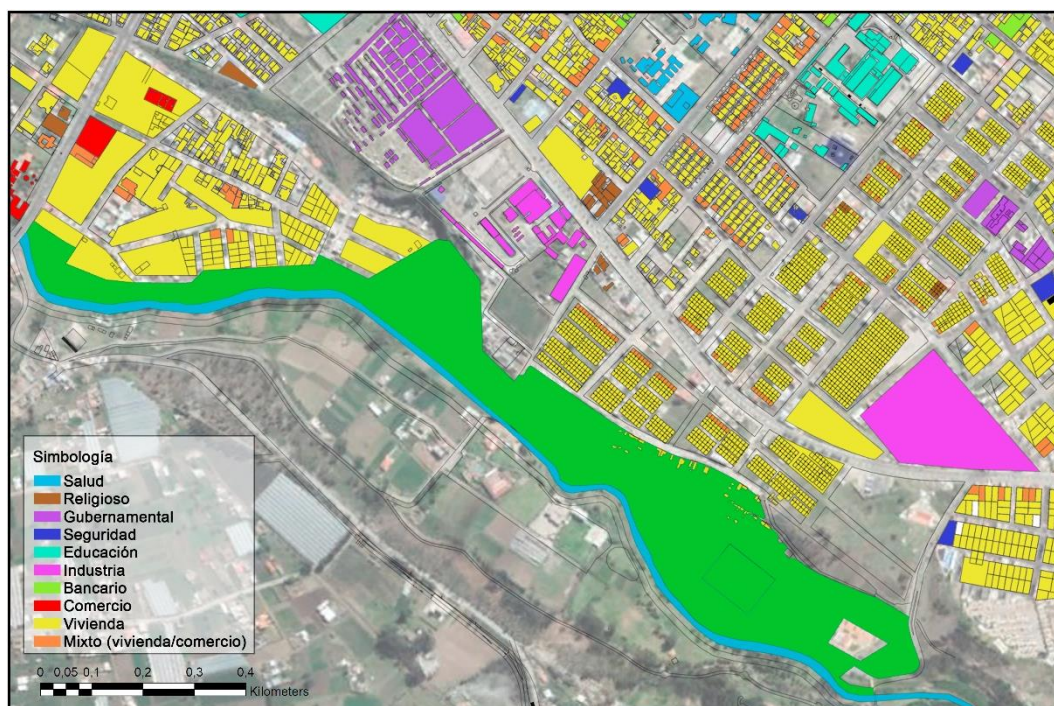 Simbología
Salud
Religioso
Gubernamental
Seguridad
Educación
Industria
Bancario
Comercio
Vivienda
Mixto (vivienda/comercio)
0 0,05 0,1 0,2 0,3 0,4
Kilometers